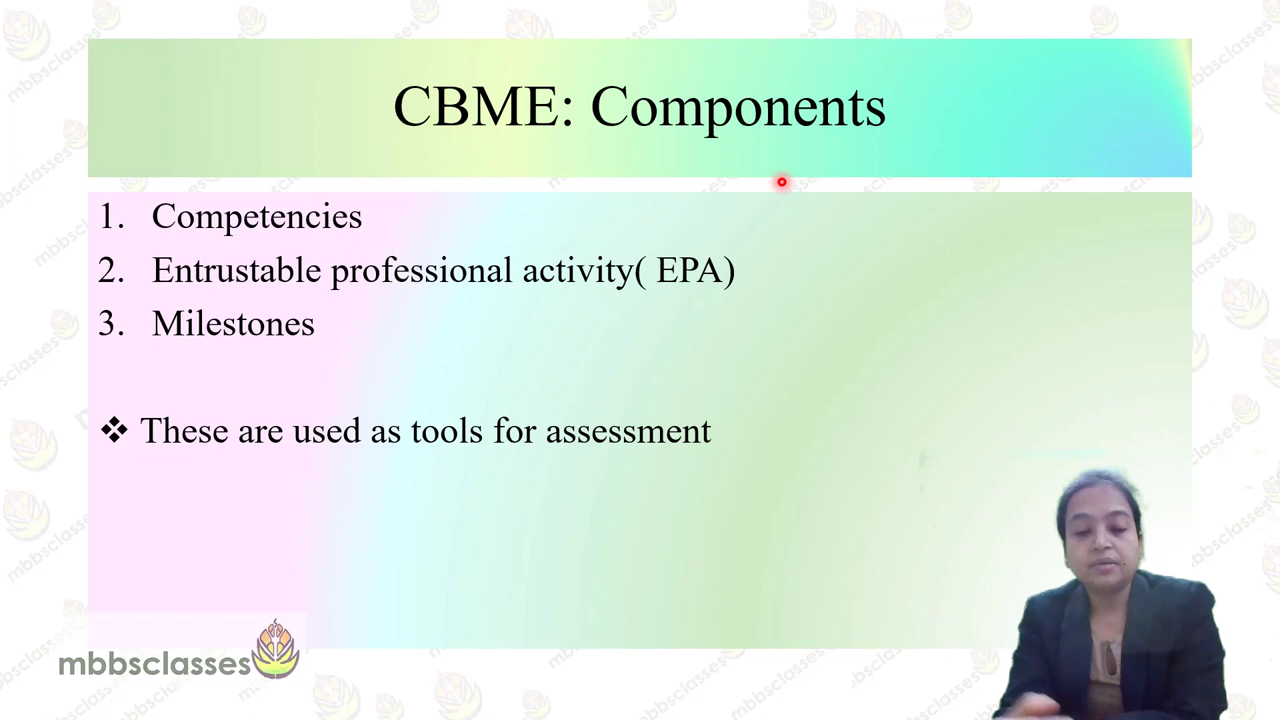 CBME: Components
1. Competencies
2. Entrustable professional activity( EPA)
3. Milestones
❖ These are used as tools for assessment
mbbsclasses